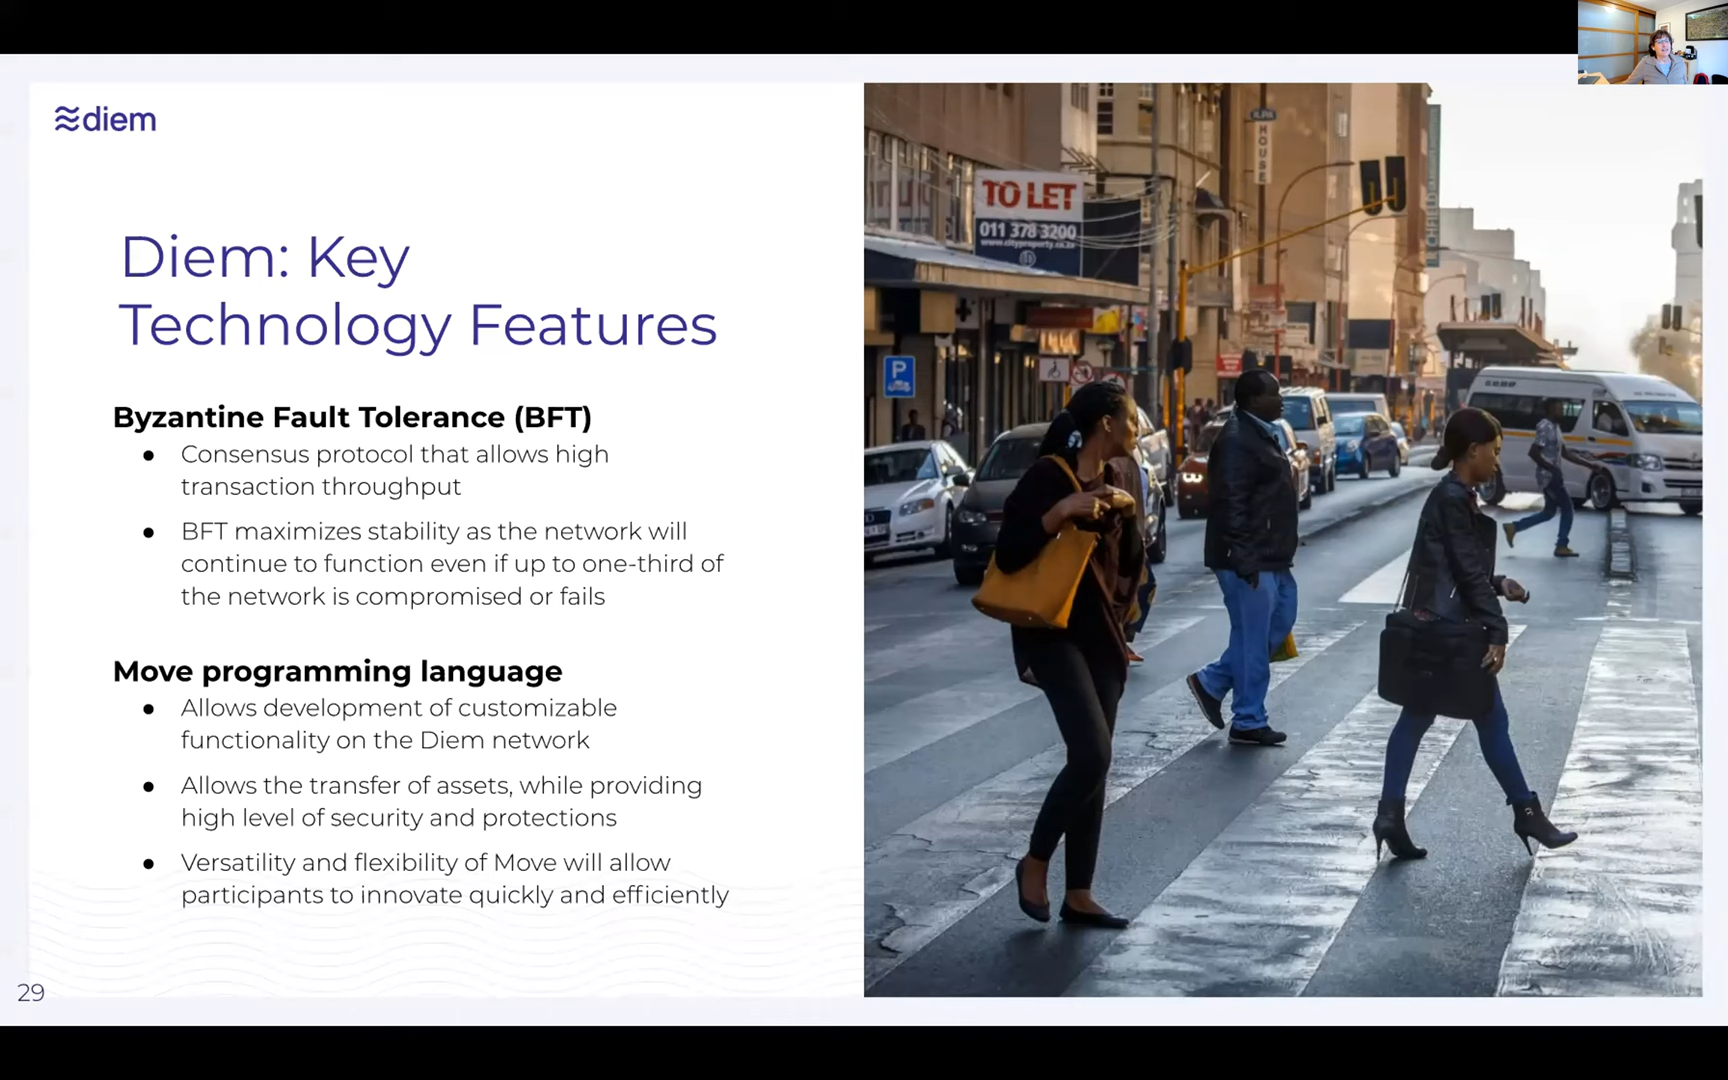 diem
Diem: Key
Technology Features
Byzantine Fault Tolerance (BFT)
● Consensus protocol that allows high
transaction throughput
● BFT maximizes stability as the network will
continue to function even if up to one-third of
the network is compromised or fails
Move programming language
● Allows development of customizable
functionality on the Diem network
● Allows the transfer of assets, while providing
high level of security and protections
● Versatility and flexibility of Move will allow
participants to innovate quickly and efficiently
29
TO LET
011 378 3200
www.cityproperty.co.za
HOUSE
P